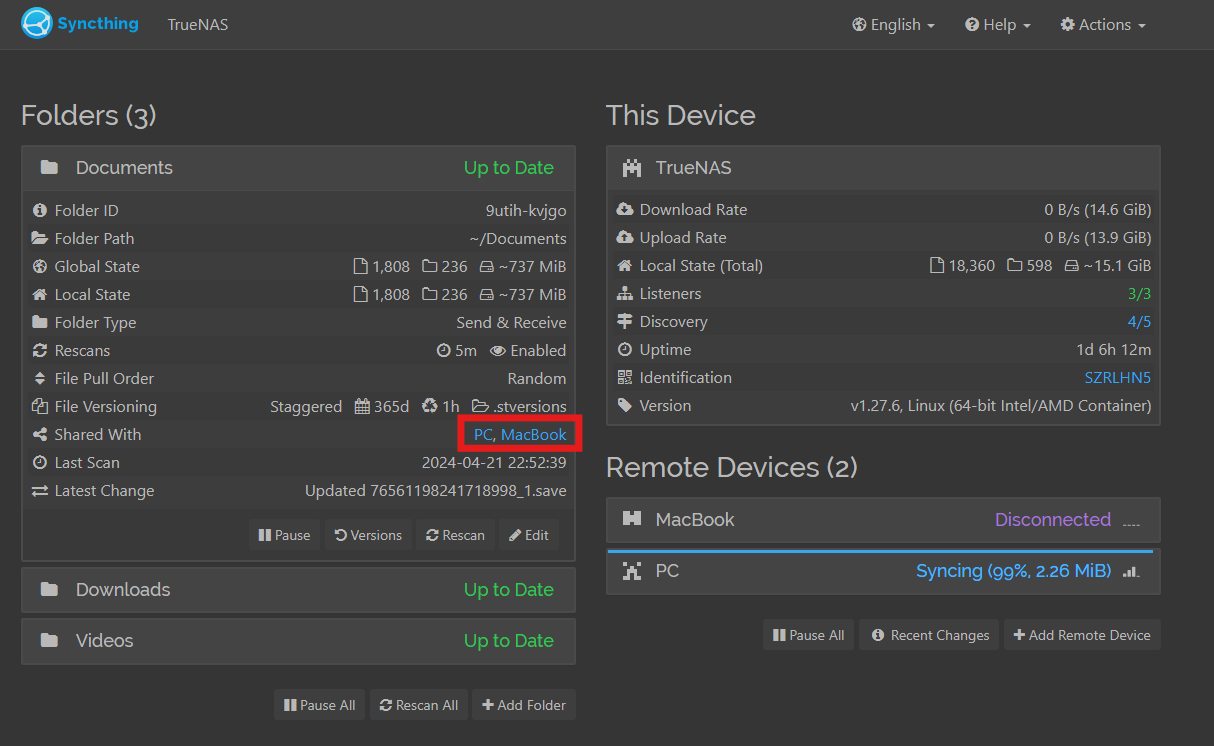 Syncthing TrueNAS English Help Actions
Folders (3)
Documents Up to Date
Folder ID 9utih-kvjgo
Folder Path ~/Documents
Global State 1,808 236 ~737 MiB
Local State 1,808 236 ~737 MiB
Folder Type Send & Receive
Rescans 5m Enabled
File Pull Order Random
File Versioning Staggered 365d 1h .stversions
Shared With PC, MacBook
Last Scan 2024-04-21 22:52:39
Latest Change Updated 76561198241718998_1.save
Pause Versions Rescan Edit
Downloads Up to Date
Videos Up to Date
Pause All Rescan All Add Folder
This Device
TrueNAS
Download Rate 0 B/s (14.6 GiB)
Upload Rate 0 B/s (13.9 GiB)
Local State (Total) 18,360 598 ~15.1 GiB
Listeners 3/3
Discovery 4/5
Uptime 1d 6h 12m
Identification SZRLHN5
Version v1.27.6, Linux (64-bit Intel/AMD Container)
Remote Devices (2)
MacBook Disconnected
PC Syncing (99%, 2.26 MiB)
Pause All Recent Changes Add Remote Device